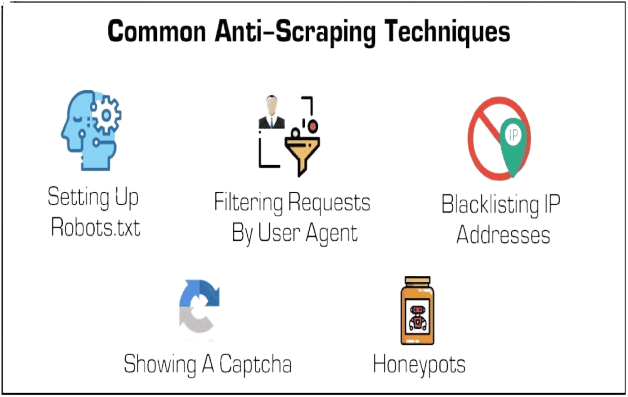 Common Anti-Scraping Techniques
Setting Up
Robots.txt
Filtering Requests
By User Agent
IP
Blacklisting IP
Addresses
Showing A Captcha
Honeypots